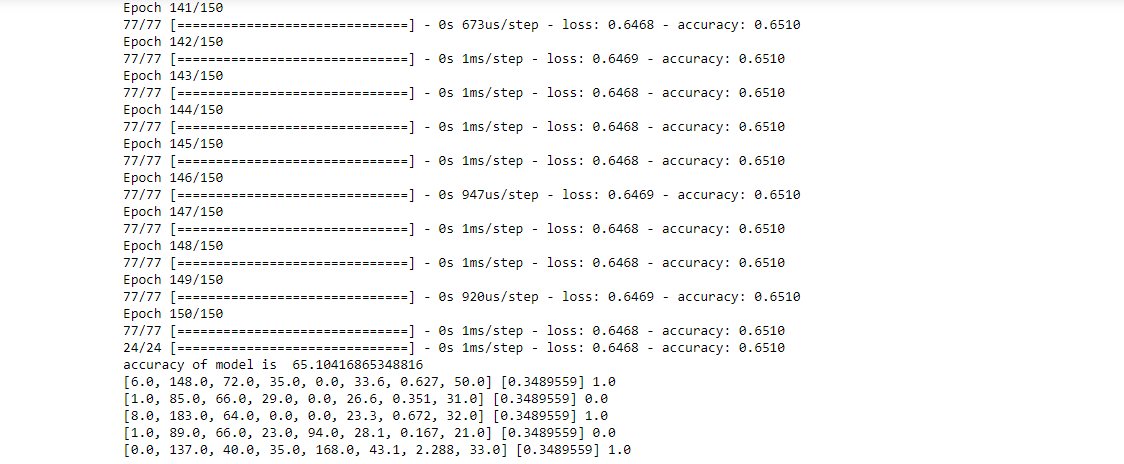 Epoch 141/150
77/77 [==============================] - 0s 673us/step - loss: 0.6468 - accuracy: 0.6510
Epoch 142/150
77/77 [==============================] - 0s 1ms/step - loss: 0.6469 - accuracy: 0.6510
Epoch 143/150
77/77 [==============================] - 0s 1ms/step - loss: 0.6468 - accuracy: 0.6510
Epoch 144/150
77/77 [==============================] - 0s 1ms/step - loss: 0.6468 - accuracy: 0.6510
Epoch 145/150
77/77 [==============================] - 0s 1ms/step - loss: 0.6468 - accuracy: 0.6510
Epoch 146/150
77/77 [==============================] - 0s 947us/step - loss: 0.6469 - accuracy: 0.6510
Epoch 147/150
77/77 [==============================] - 0s 1ms/step - loss: 0.6468 - accuracy: 0.6510
Epoch 148/150
77/77 [==============================] - 0s 1ms/step - loss: 0.6468 - accuracy: 0.6510
Epoch 149/150
77/77 [==============================] - 0s 920us/step - loss: 0.6469 - accuracy: 0.6510
Epoch 150/150
77/77 [==============================] - 0s 1ms/step - loss: 0.6468 - accuracy: 0.6510
24/24 [==============================] - 0s 1ms/step - loss: 0.6468 - accuracy: 0.6510
accuracy of model is  65.10416865348816
[6.0, 148.0, 72.0, 35.0, 0.0, 33.6, 0.627, 50.0] [0.3489559] 1.0
[1.0, 85.0, 66.0, 29.0, 0.0, 26.6, 0.351, 31.0] [0.3489559] 0.0
[8.0, 183.0, 64.0, 0.0, 0.0, 23.3, 0.672, 32.0] [0.3489559] 1.0
[1.0, 89.0, 66.0, 23.0, 94.0, 28.1, 0.167, 21.0] [0.3489559] 0.0
[0.0, 137.0, 40.0, 35.0, 168.0, 43.1, 2.288, 33.0] [0.3489559] 1.0